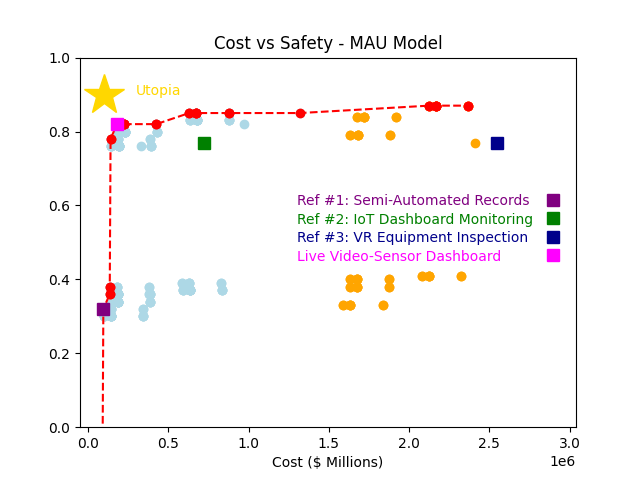 Cost vs Safety - MAU Model
1.0
0.8
0.6
0.4
0.2
0.0
Utopia
Ref #1: Semi-Automated Records
Ref #2: IoT Dashboard Monitoring
Ref #3: VR Equipment Inspection
Live Video-Sensor Dashboard
0.0 0.5 1.0 1.5 2.0 2.5 3.0
Cost ($ Millions)
1e6